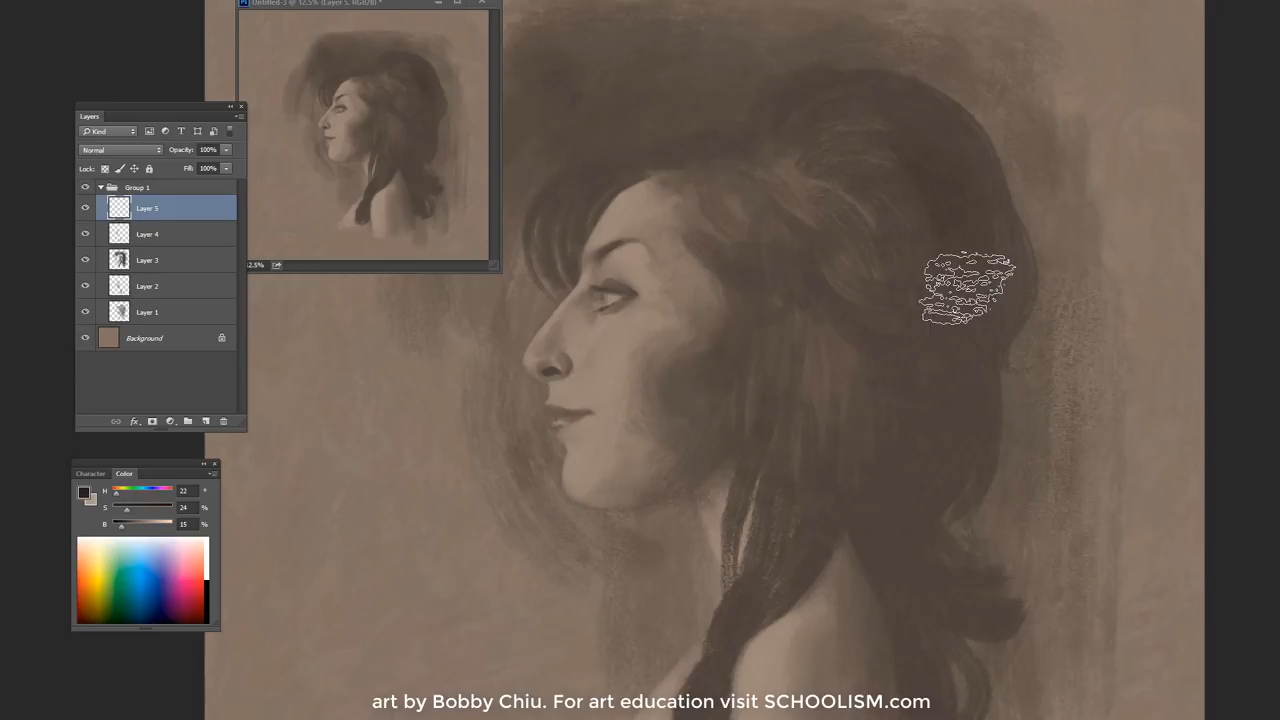 Untitled-3 @ 12.5% (Layer 5, RGB/8) *
Layers
Kind
Normal
Opacity: 100%
Lock:
Fill: 100%
Group 1
Layer 5
Layer 4
Layer 3
Layer 2
Layer 1
Background
2.5%
Character
Color
H 22 °
S 24 %
B 15 %
art by Bobby Chiu. For art education visit SCHOOLISM.com